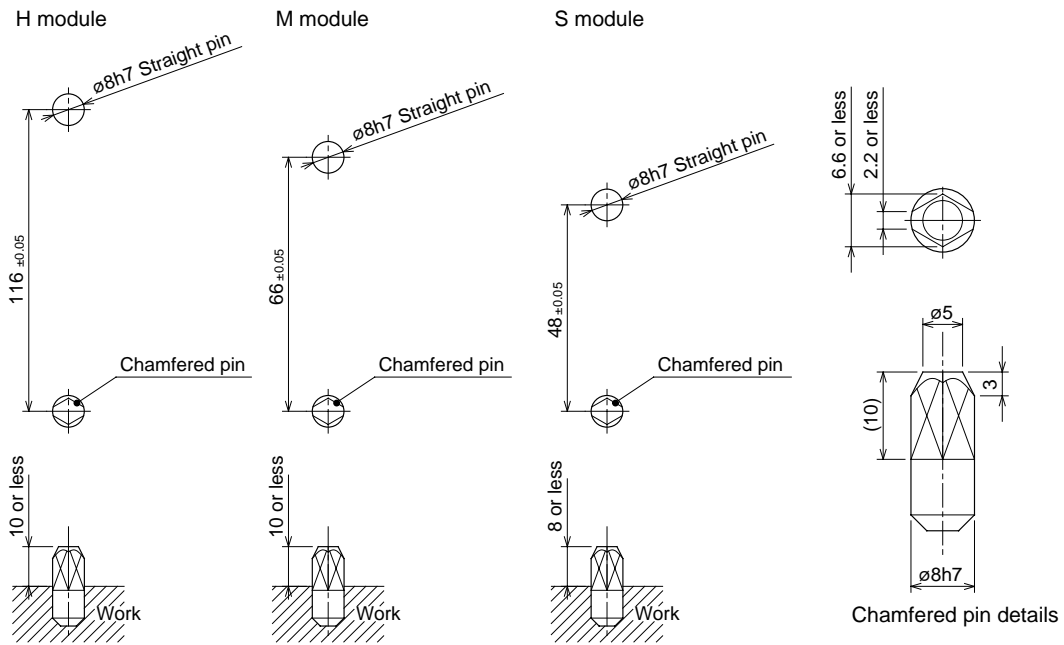 H module
ø8h7 Straight pin
116 ±0.05
Chamfered pin
10 or less
Work
M module
ø8h7 Straight pin
66 ±0.05
Chamfered pin
10 or less
Work
S module
ø8h7 Straight pin
48 ±0.05
Chamfered pin
8 or less
Work
6.6 or less
2.2 or less
ø5
3
(10)
ø8h7
Chamfered pin details